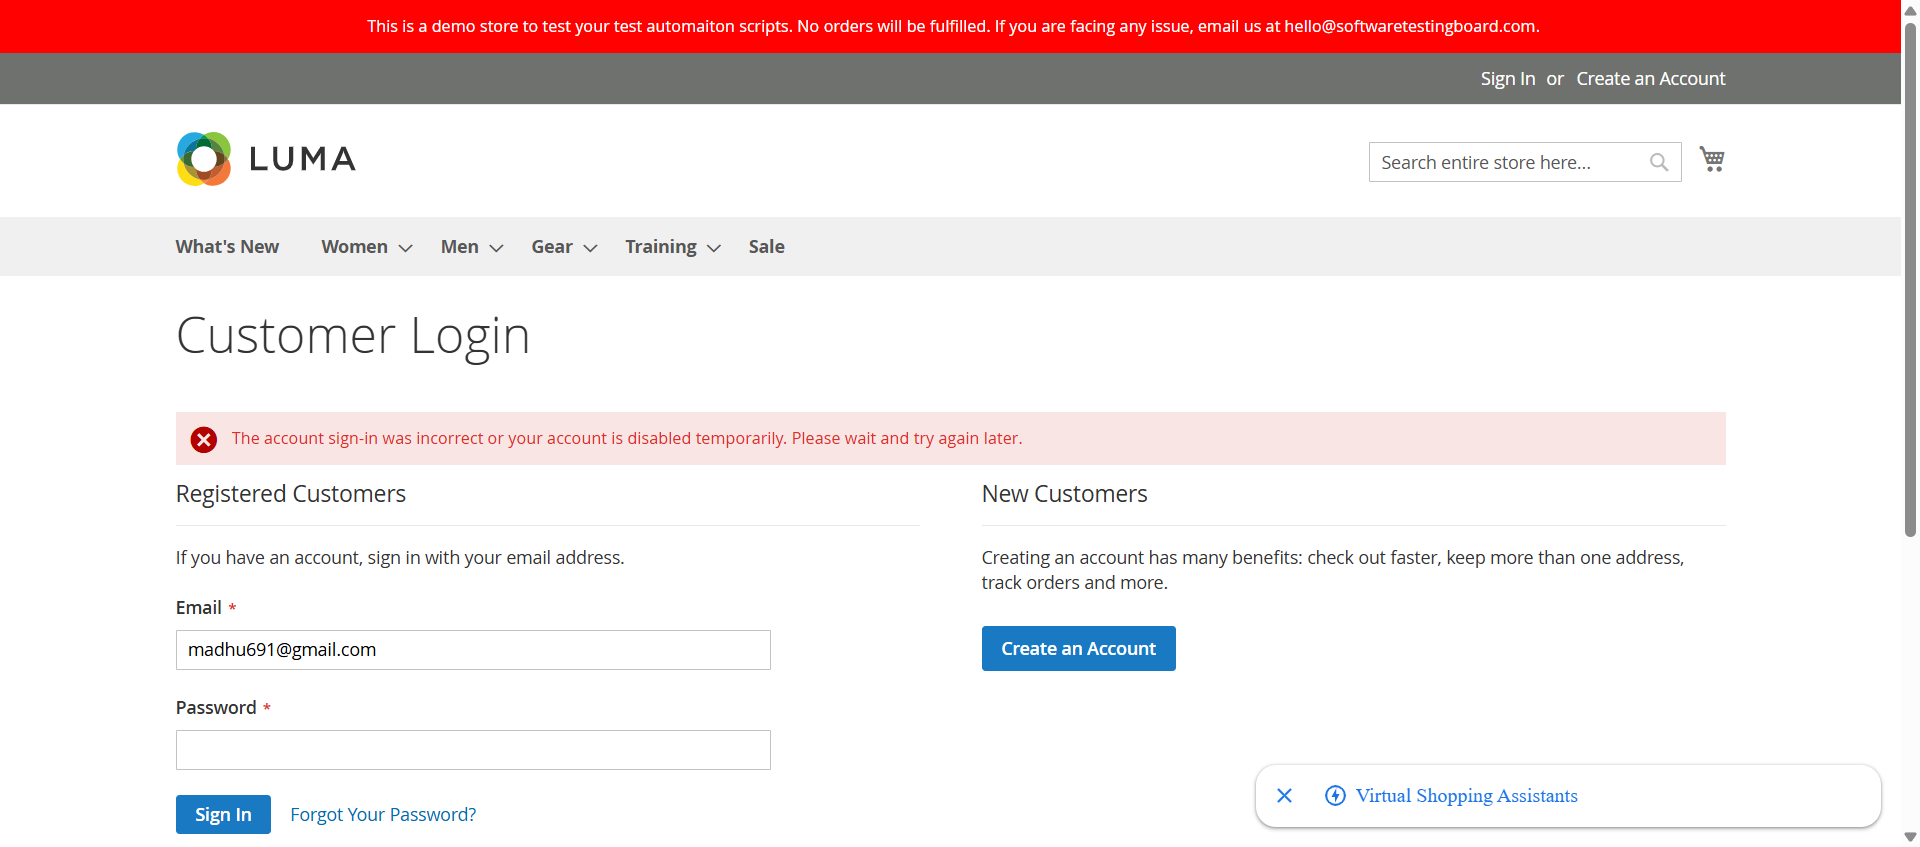 This is a demo store to test your test automaiton scripts. No orders will be fulfilled. If you are facing any issue, email us at hello@softwaretestingboard.com.
Sign In or Create an Account
LUMA
Search entire store here...
What's New Women Men Gear Training Sale
Customer Login
The account sign-in was incorrect or your account is disabled temporarily. Please wait and try again later.
Registered Customers
If you have an account, sign in with your email address.
Email *
madhu691@gmail.com
Password *
Sign In Forgot Your Password?
New Customers
Creating an account has many benefits: check out faster, keep more than one address,
track orders and more.
Create an Account
Virtual Shopping Assistants